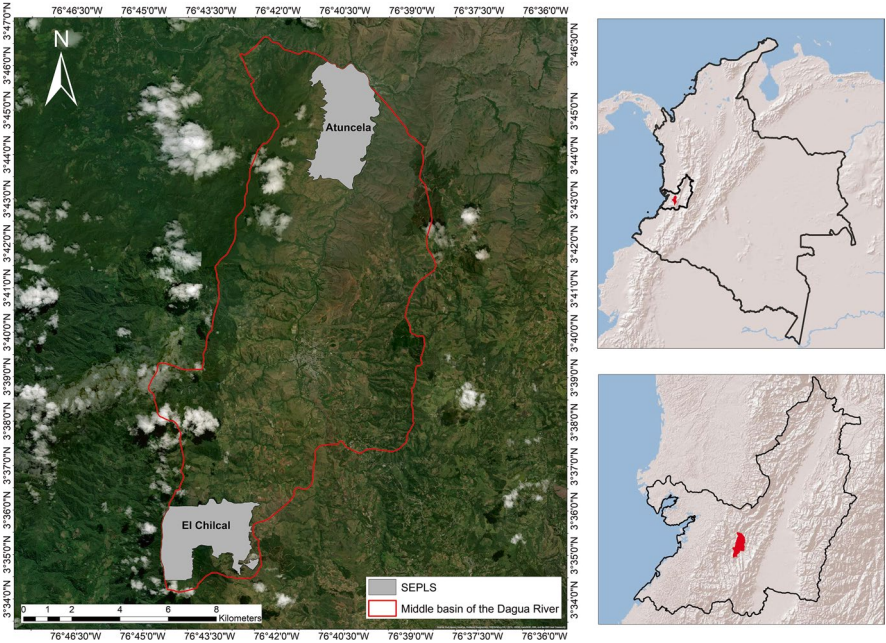 76°46'30"W 76°45'0"W 76°43'30"W 76°42'0"W 76°40'30"W 76°39'0"W 76°37'30"W 76°36'0"W
3°47'0"N
3°46'0"N
3°45'0"N
3°44'0"N
3°43'0"N
3°42'0"N
3°41'0"N
3°40'0"N
3°39'0"N
3°38'0"N
3°37'0"N
3°36'0"N
3°35'0"N
3°34'0"N
N
Atuncela
El Chilcal
3°46'30"N
3°45'0"N
3°44'0"N
3°43'0"N
3°42'0"N
3°41'0"N
3°40'0"N
3°39'0"N
3°38'0"N
3°37'0"N
3°36'0"N
3°35'0"N
3°34'0"N
SEPLS
Middle basin of the Dagua River
0 1 2 4 6 8
Kilometers
76°46'30"W 76°45'0"W 76°43'30"W 76°42'0"W 76°40'30"W 76°39'0"W 76°37'30"W 76°36'0"W